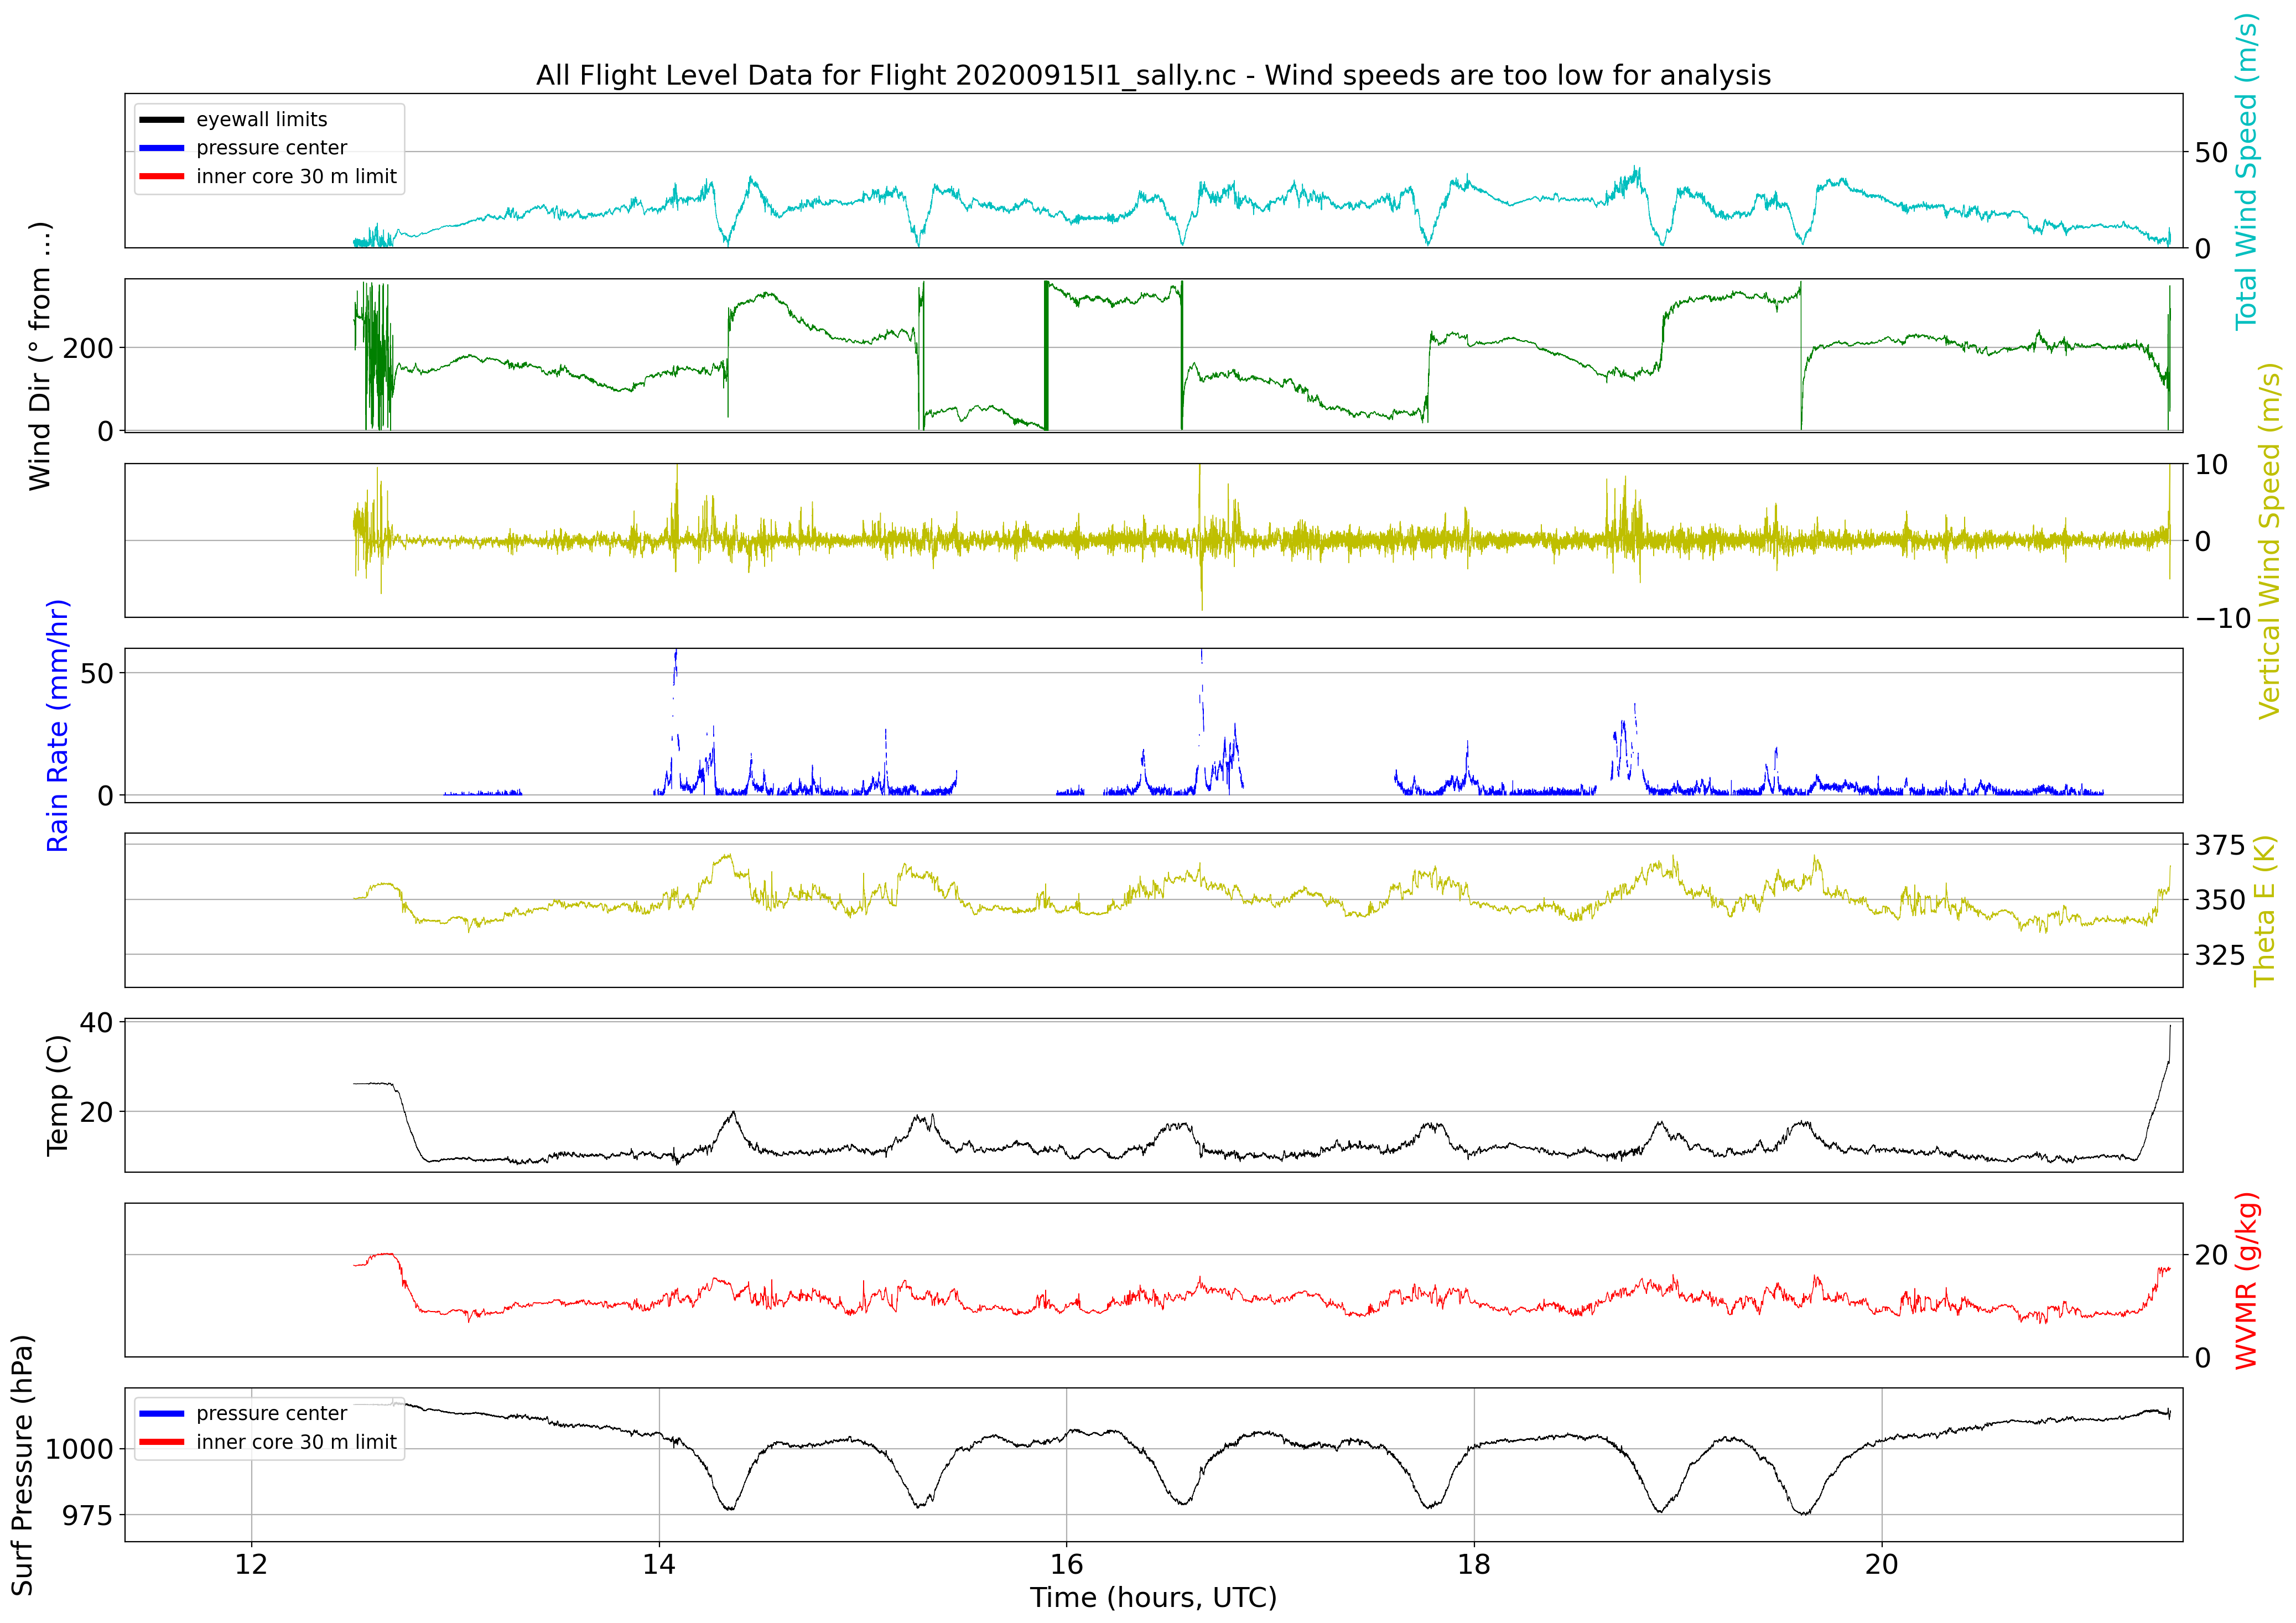 All Flight Level Data for Flight 20200915I1_sally.nc - Wind speeds are too low for analysis
eyewall limits
pressure center
inner core 30 m limit
50
0
Total Wind Speed (m/s)
Wind Dir (° from ...)
200
0
10
0
−10
Vertical Wind Speed (m/s)
Rain Rate (mm/hr)
50
0
375
350
325
Theta E (K)
Temp (C)
40
20
20
0
WVMR (g/kg)
Surf Pressure (hPa)
pressure center
inner core 30 m limit
1000
975
12 14 16 18 20
Time (hours, UTC)